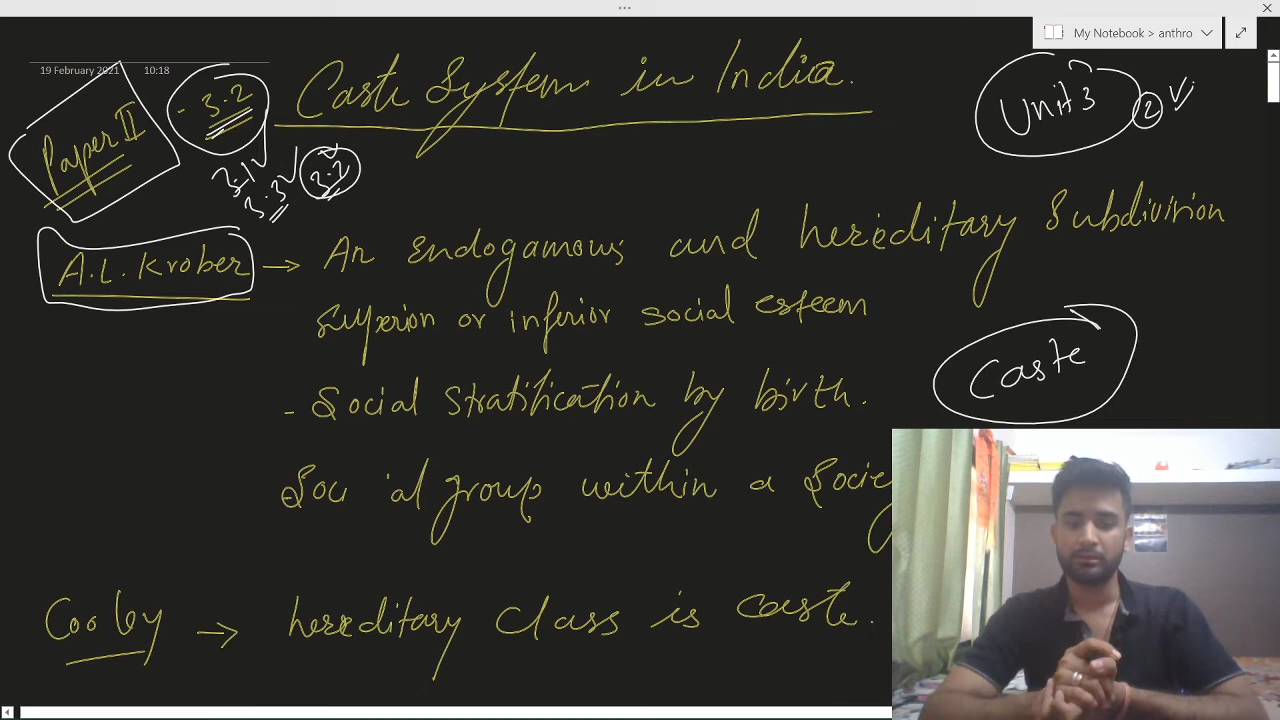 My Notebook > anthro
19 February 2021 10:18
Caste System in India.
Paper II
- 3.2
3.1
3.3
3.2
Unit 3
2
A.L. Krober → An Endogamous and hereditary Subdivision
Superior or inferior social esteem
- Social stratification by birth.
Caste
Social group within a Socie
Cooley → hereditary class is caste.